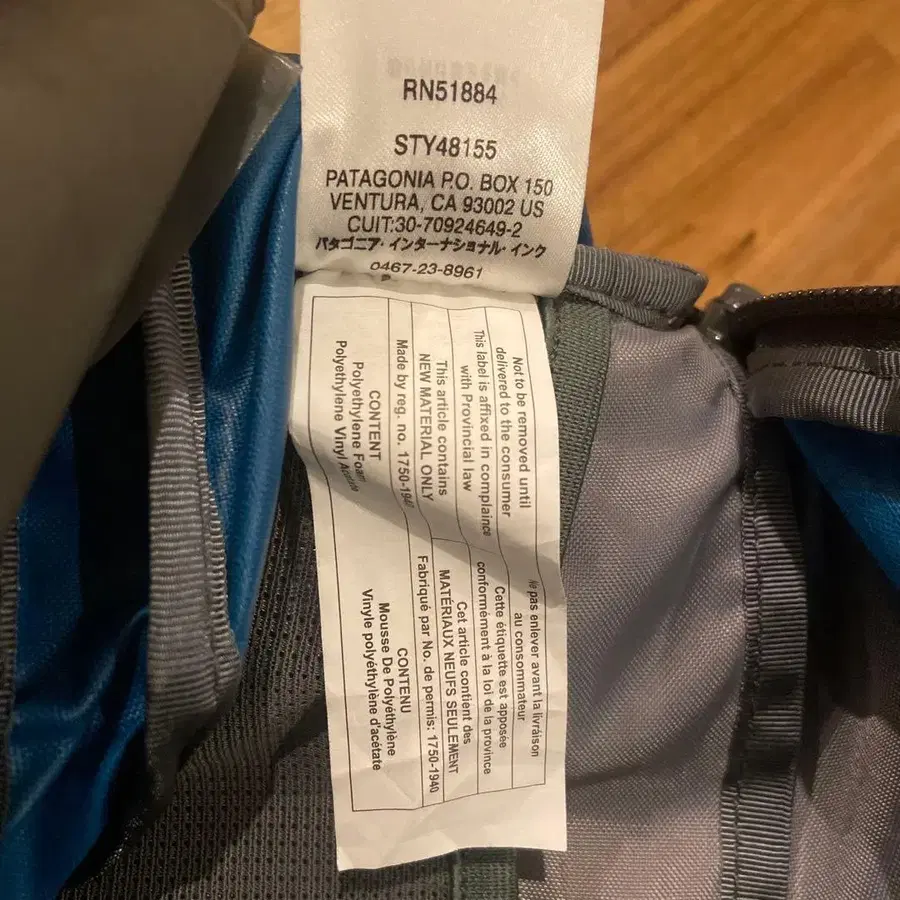 RN51884
STY48155
PATAGONIA P.O. BOX 150
VENTURA, CA 93002 US
CUIT:30-70924649-2
パタゴニア・インターナショナル・インク
0467-23-8961
Not to be removed until
delivered to the consumer
This label is affixed in complaince
with Provincial law
This article contains
NEW MATERIAL ONLY
Made by reg. no. 1750-1940
CONTENT
Polyethylene Foam
Polyethylene Vinyl Acetate
Ne pas enlever avant la livraison
au consommateur
Cette étiquette est apposée
conformément à la loi de la province
Cet article contient des
MATÉRIAUX NEUFS SEULEMENT
Fabriqué par No. de permis: 1750-1940
CONTENU
Mousse De Polyéthylène
Vinyle polyéthylène d'acétate